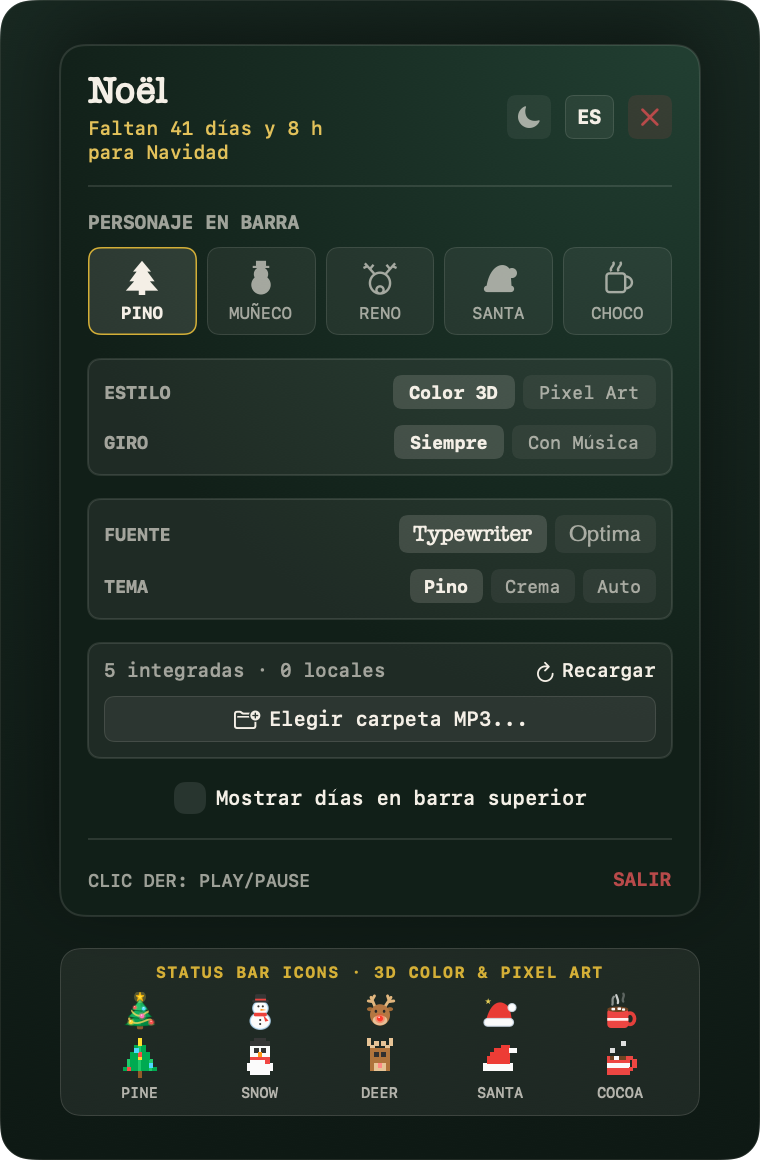 Noël
Faltan 41 días y 8 h
para Navidad
ES
PERSONAJE EN BARRA
PINO
MUÑECO
RENO
SANTA
CHOCO
ESTILO
Color 3D
Pixel Art
GIRO
Siempre
Con Música
FUENTE
Typewriter
Optima
TEMA
Pino
Crema
Auto
5 integradas · 0 locales
Recargar
Elegir carpeta MP3...
Mostrar días en barra superior
CLIC DER: PLAY/PAUSE
SALIR
STATUS BAR ICONS · 3D COLOR & PIXEL ART
PINE
SNOW
DEER
SANTA
COCOA